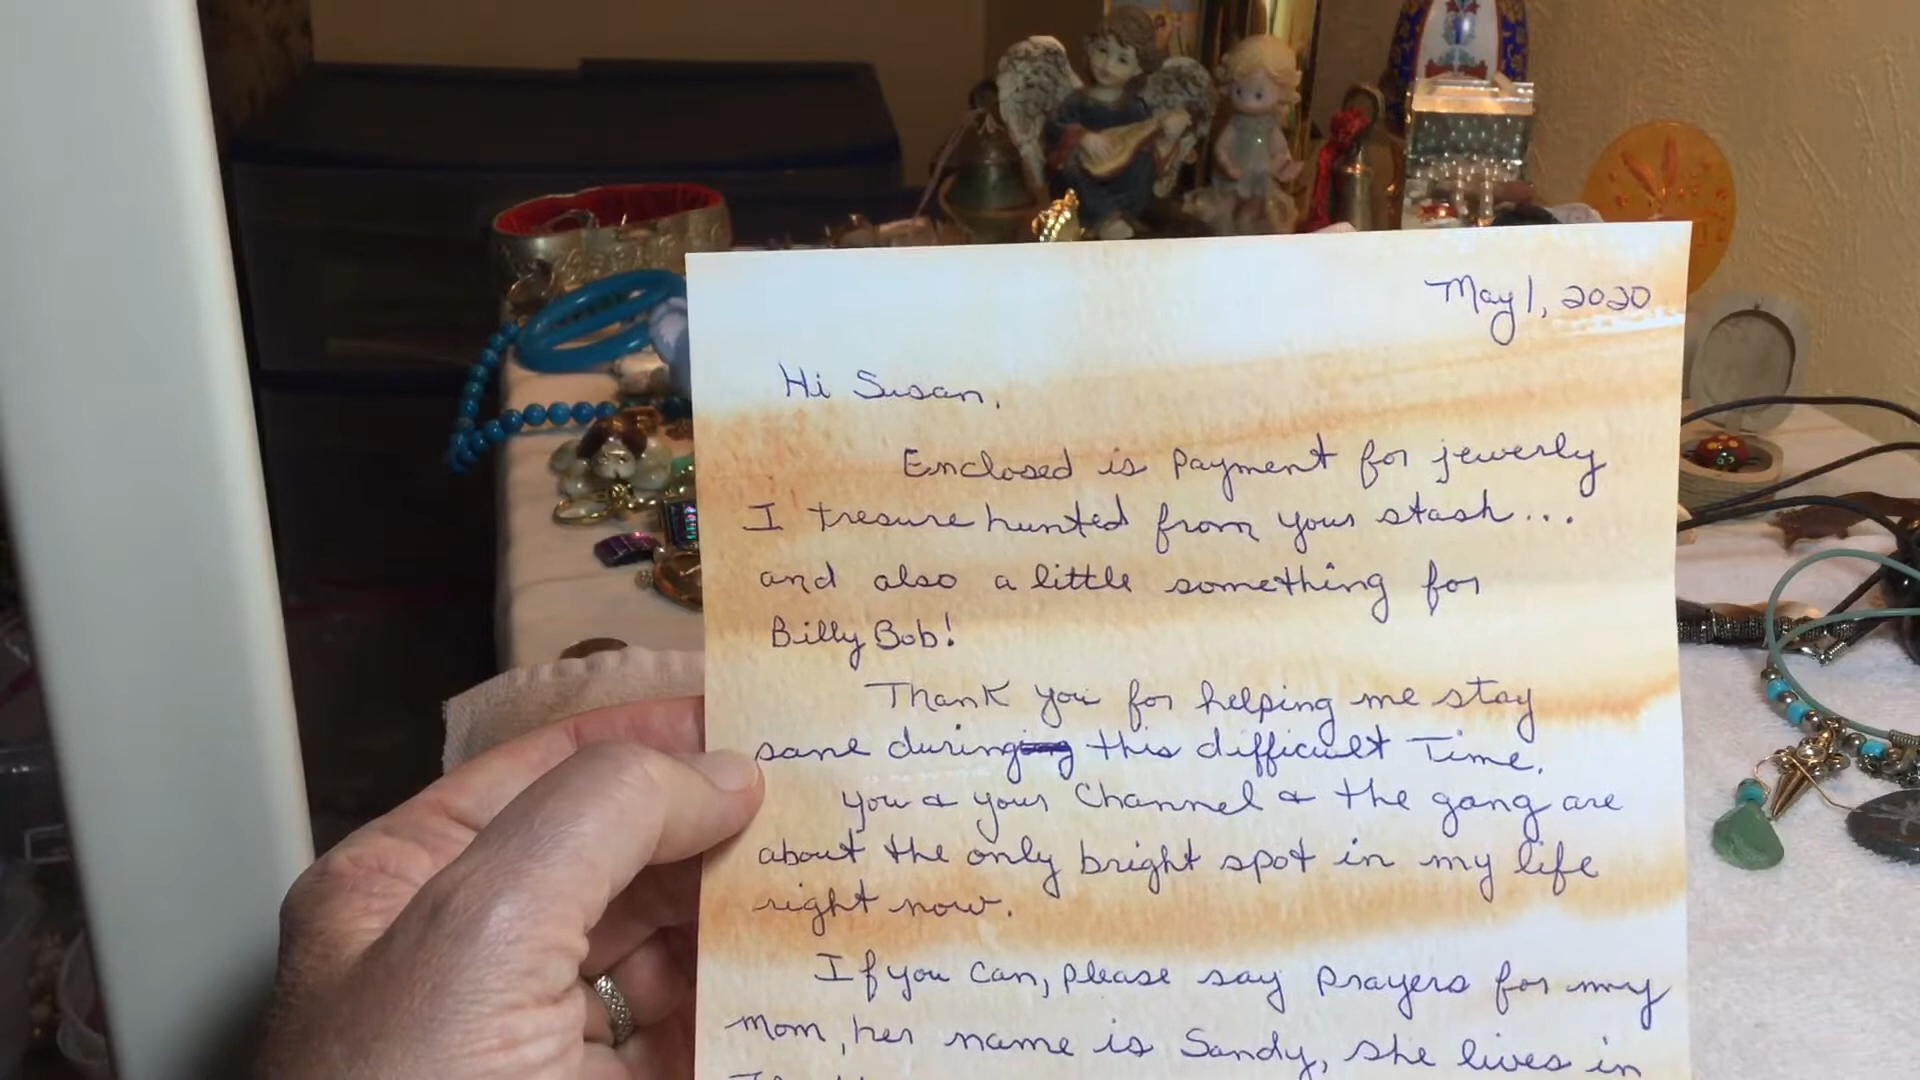 May 1, 2020
Hi Susan,
Enclosed is payment for jewerly
I tresure hunted from your stash...
and also a little something for
Billy Bob!
Thank you for helping me stay
sane during this difficult Time.
You & your Channel & the gang are
about the only bright spot in my life
right now.
If you can, please say prayers for my
mom, her name is Sandy, she lives in